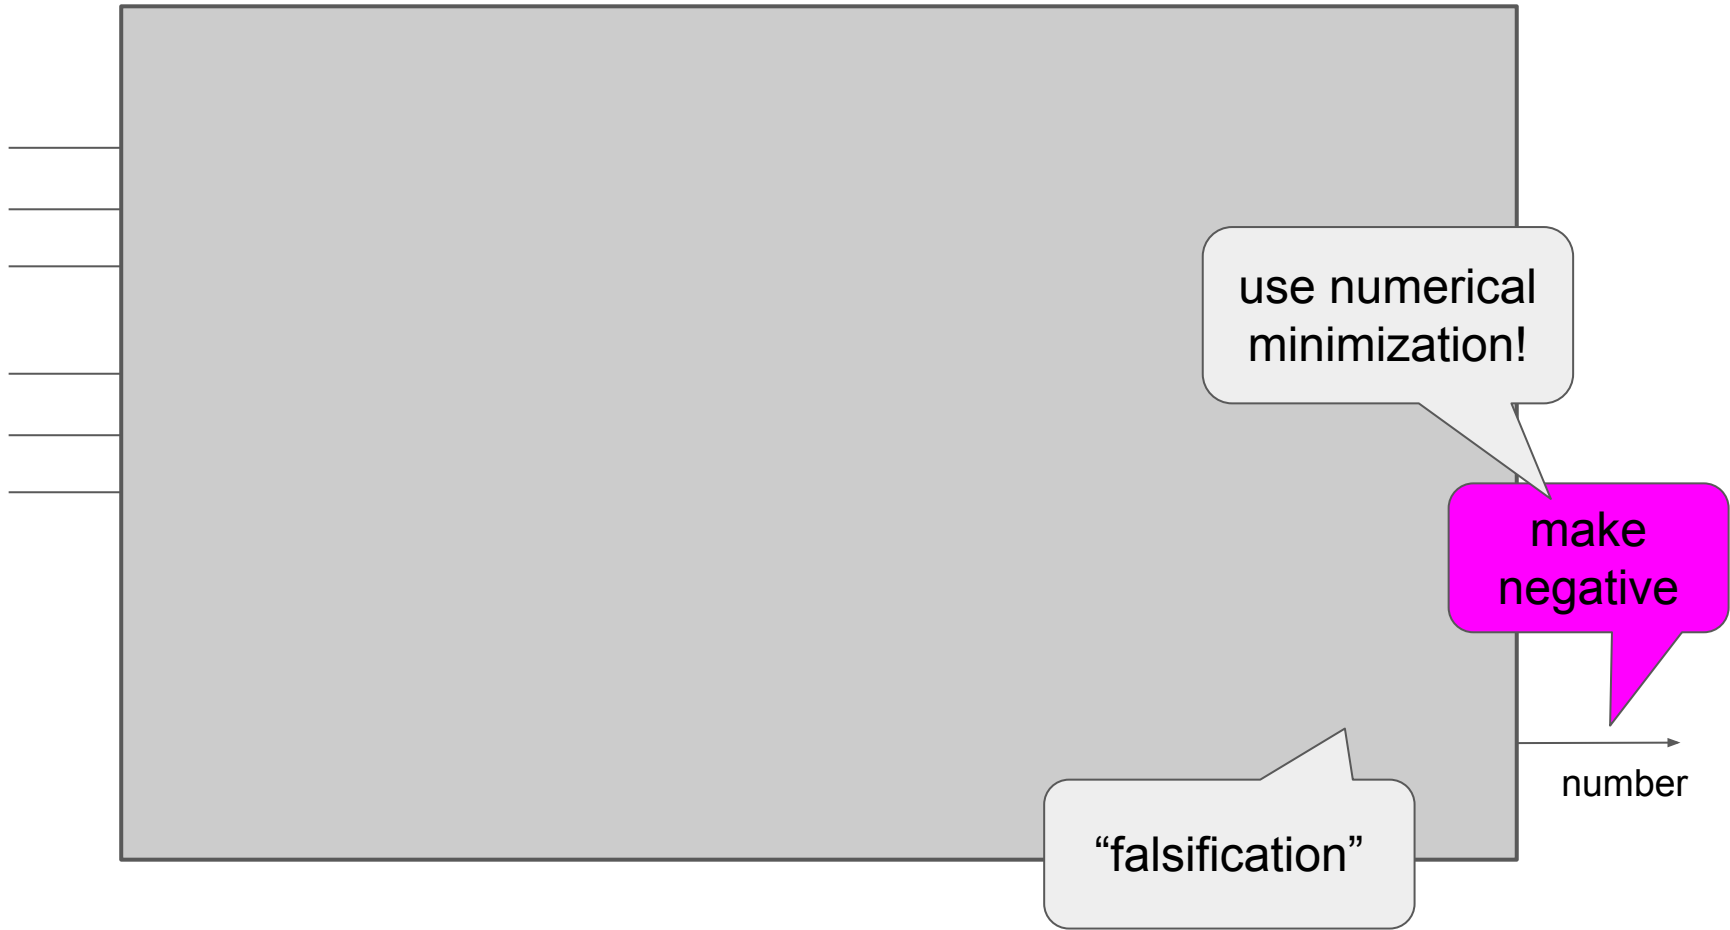 use numerical
minimization!
make
negative
number
“falsification”